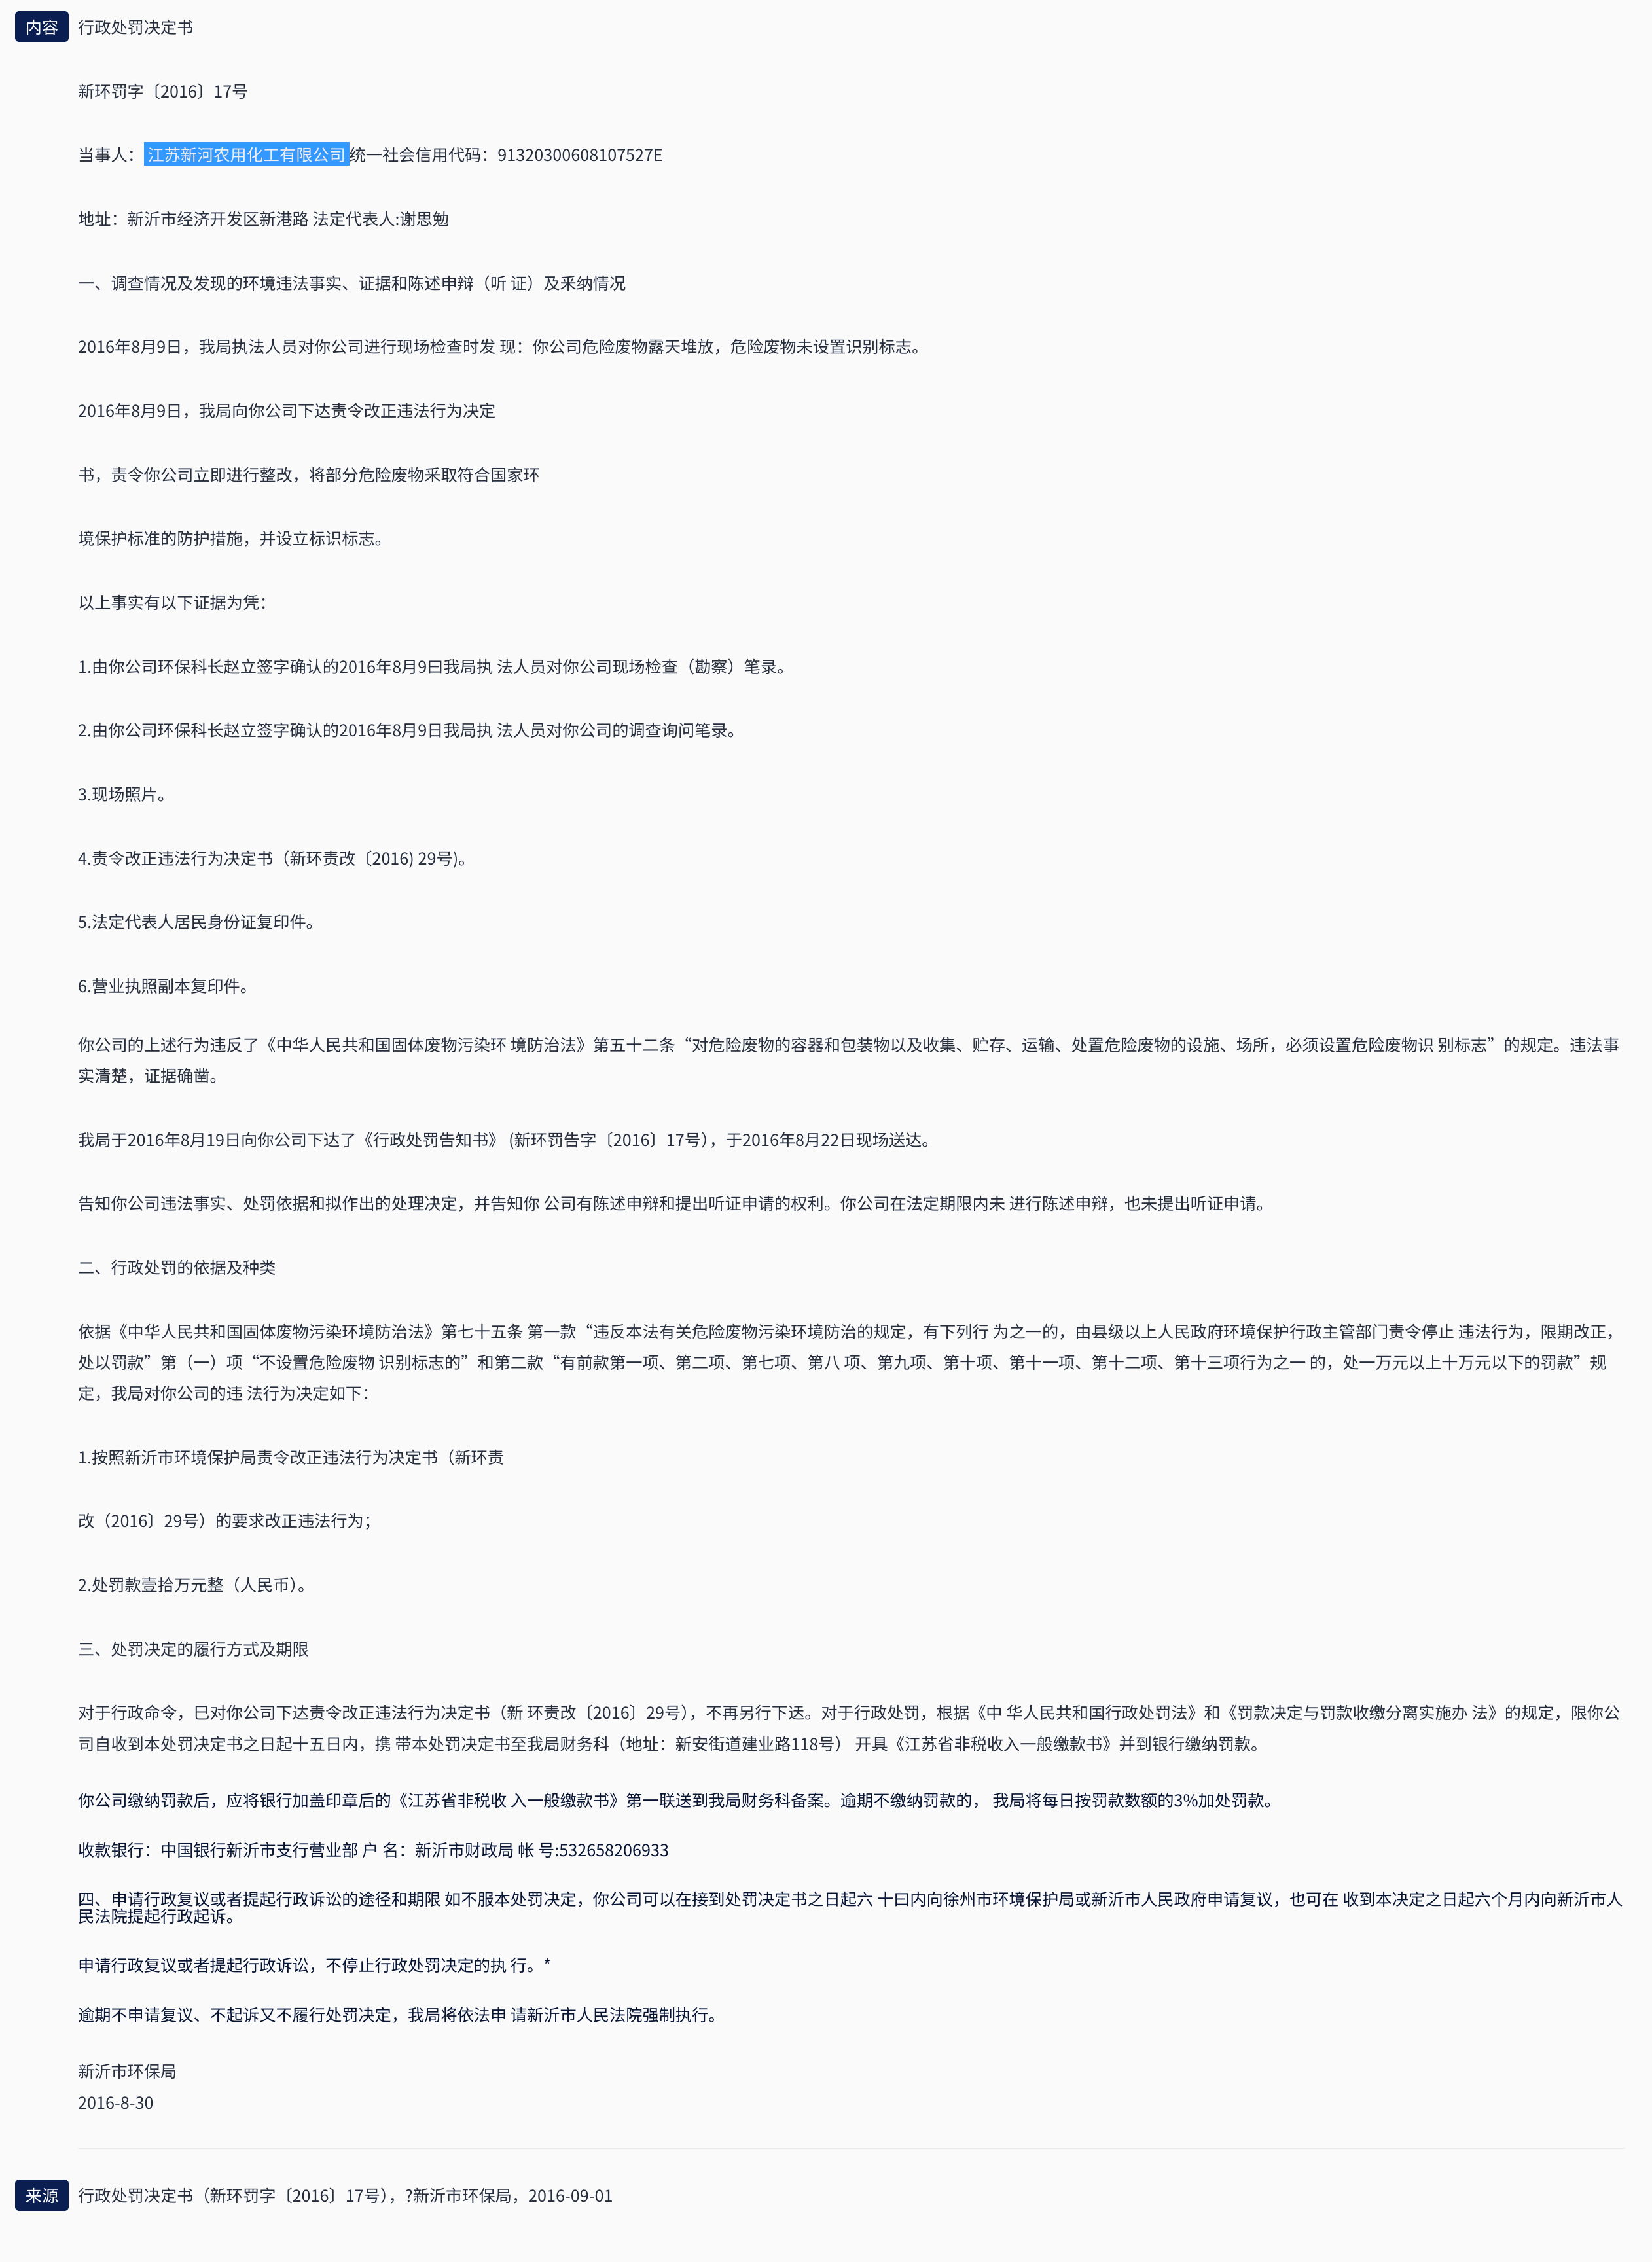 内容 行政处罚决定书
新环罚字〔2016〕17号
当事人： 江苏新河农用化工有限公司 统一社会信用代码：91320300608107527E
地址：新沂市经济开发区新港路 法定代表人:谢思勉
一、调查情况及发现的环境违法事实、证据和陈述申辩（听 证）及釆纳情况
2016年8月9日，我局执法人员对你公司进行现场检查时发 现：你公司危险废物露天堆放，危险废物未设置识别标志。
2016年8月9日，我局向你公司下达责令改正违法行为决定
书，责令你公司立即进行整改，将部分危险废物釆取符合国家环
境保护标准的防护措施，并设立标识标志。
以上事实有以下证据为凭：
1.由你公司环保科长赵立签字确认的2016年8月9曰我局执 法人员对你公司现场检查（勘察）笔录。
2.由你公司环保科长赵立签字确认的2016年8月9日我局执 法人员对你公司的调查询问笔录。
3.现场照片。
4.责令改正违法行为决定书（新环责改〔2016) 29号)。
5.法定代表人居民身份证复印件。
6.营业执照副本复印件。
你公司的上述行为违反了《中华人民共和国固体废物污染环 境防治法》第五十二条“对危险废物的容器和包装物以及收集、贮存、运输、处置危险废物的设施、场所，必须设置危险废物识 别标志”的规定。违法事
实清楚，证据确凿。
我局于2016年8月19日向你公司下达了《行政处罚告知书》 (新环罚告字〔2016〕17号），于2016年8月22日现场送达。
告知你公司违法事实、处罚依据和拟作出的处理决定，并告知你 公司有陈述申辩和提出听证申请的权利。你公司在法定期限内未 进行陈述申辩，也未提出听证申请。
二、行政处罚的依据及种类
依据《中华人民共和国固体废物污染环境防治法》第七十五条 第一款“违反本法有关危险废物污染环境防治的规定，有下列行 为之一的，由县级以上人民政府环境保护行政主管部门责令停止 违法行为，限期改正，
处以罚款”第（一）项“不设置危险废物 识别标志的”和第二款“有前款第一项、第二项、第七项、第八 项、第九项、第十项、第十一项、第十二项、第十三项行为之一 的，处一万元以上十万元以下的罚款”规
定，我局对你公司的违 法行为决定如下：
1.按照新沂市环境保护局责令改正违法行为决定书（新环责
改（2016〕29号）的要求改正违法行为；
2.处罚款壹拾万元整（人民币）。
三、处罚决定的履行方式及期限
对于行政命令，巳对你公司下达责令改正违法行为决定书（新 环责改〔2016〕29号），不再另行下送。对于行政处罚，根据《中 华人民共和国行政处罚法》和《罚款决定与罚款收缴分离实施办 法》的规定，限你公
司自收到本处罚决定书之日起十五日内，携 带本处罚决定书至我局财务科（地址：新安街道建业路118号） 开具《江苏省非税收入一般缴款书》并到银行缴纳罚款。
你公司缴纳罚款后，应将银行加盖印章后的《江苏省非税收 入一般缴款书》第一联送到我局财务科备案。逾期不缴纳罚款的， 我局将每日按罚款数额的3%加处罚款。
收款银行：中国银行新沂市支行营业部 户 名：新沂市财政局 帐 号:532658206933
四、申请行政复议或者提起行政诉讼的途径和期限 如不服本处罚决定，你公司可以在接到处罚决定书之日起六 十曰内向徐州市环境保护局或新沂市人民政府申请复议，也可在 收到本决定之日起六个月内向新沂市人
民法院提起行政起诉。
申请行政复议或者提起行政诉讼，不停止行政处罚决定的执 行。*
逾期不申请复议、不起诉又不履行处罚决定，我局将依法申 请新沂市人民法院强制执行。
新沂市环保局
2016-8-30
来源 行政处罚决定书（新环罚字〔2016〕17号），?新沂市环保局，2016-09-01